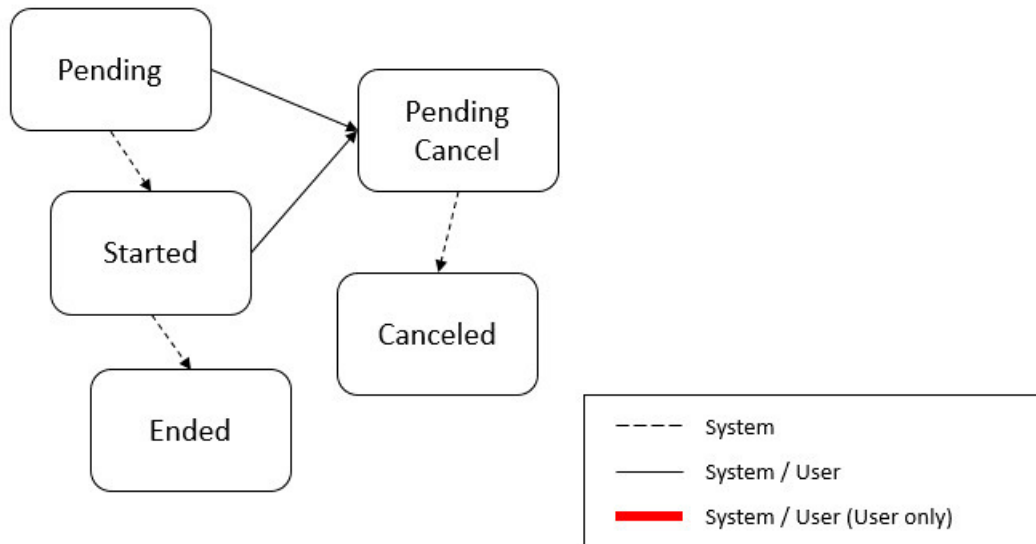 Pending
Pending
Cancel
Started
Canceled
Ended
System
System / User
System / User (User only)